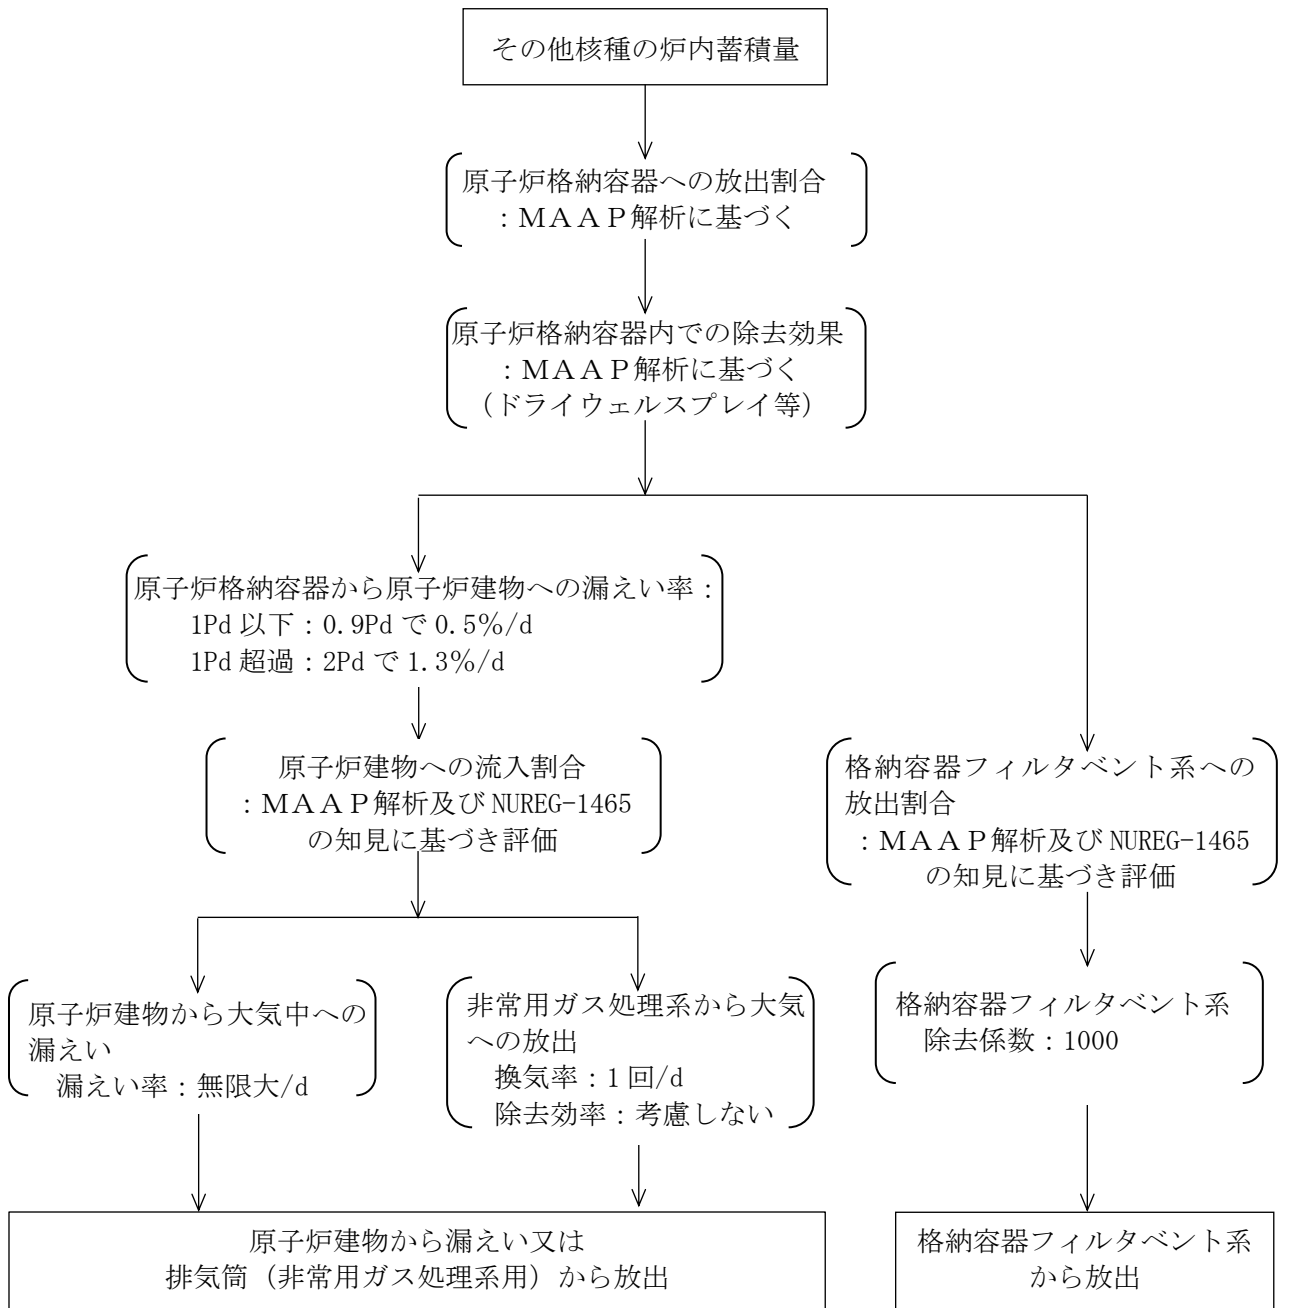 その他核種の炉内蓄積量
原子炉格納容器への放出割合
：ＭＡＡＰ解析に基づく
原子炉格納容器内での除去効果
：ＭＡＡＰ解析に基づく
（ドライウェルスプレイ等）
原子炉格納容器から原子炉建物への漏えい率：
1Pd 以下：0.9Pd で 0.5%/d
1Pd 超過：2Pd で 1.3%/d
原子炉建物への流入割合
：ＭＡＡＰ解析及び NUREG-1465
の知見に基づき評価
格納容器フィルタベント系への
放出割合
：ＭＡＡＰ解析及び NUREG-1465
の知見に基づき評価
原子炉建物から大気中への
漏えい
漏えい率：無限大/d
非常用ガス処理系から大気
への放出
換気率：1 回/d
除去効率：考慮しない
格納容器フィルタベント系
除去係数：1000
原子炉建物から漏えい又は
排気筒（非常用ガス処理系用）から放出
格納容器フィルタベント系
から放出